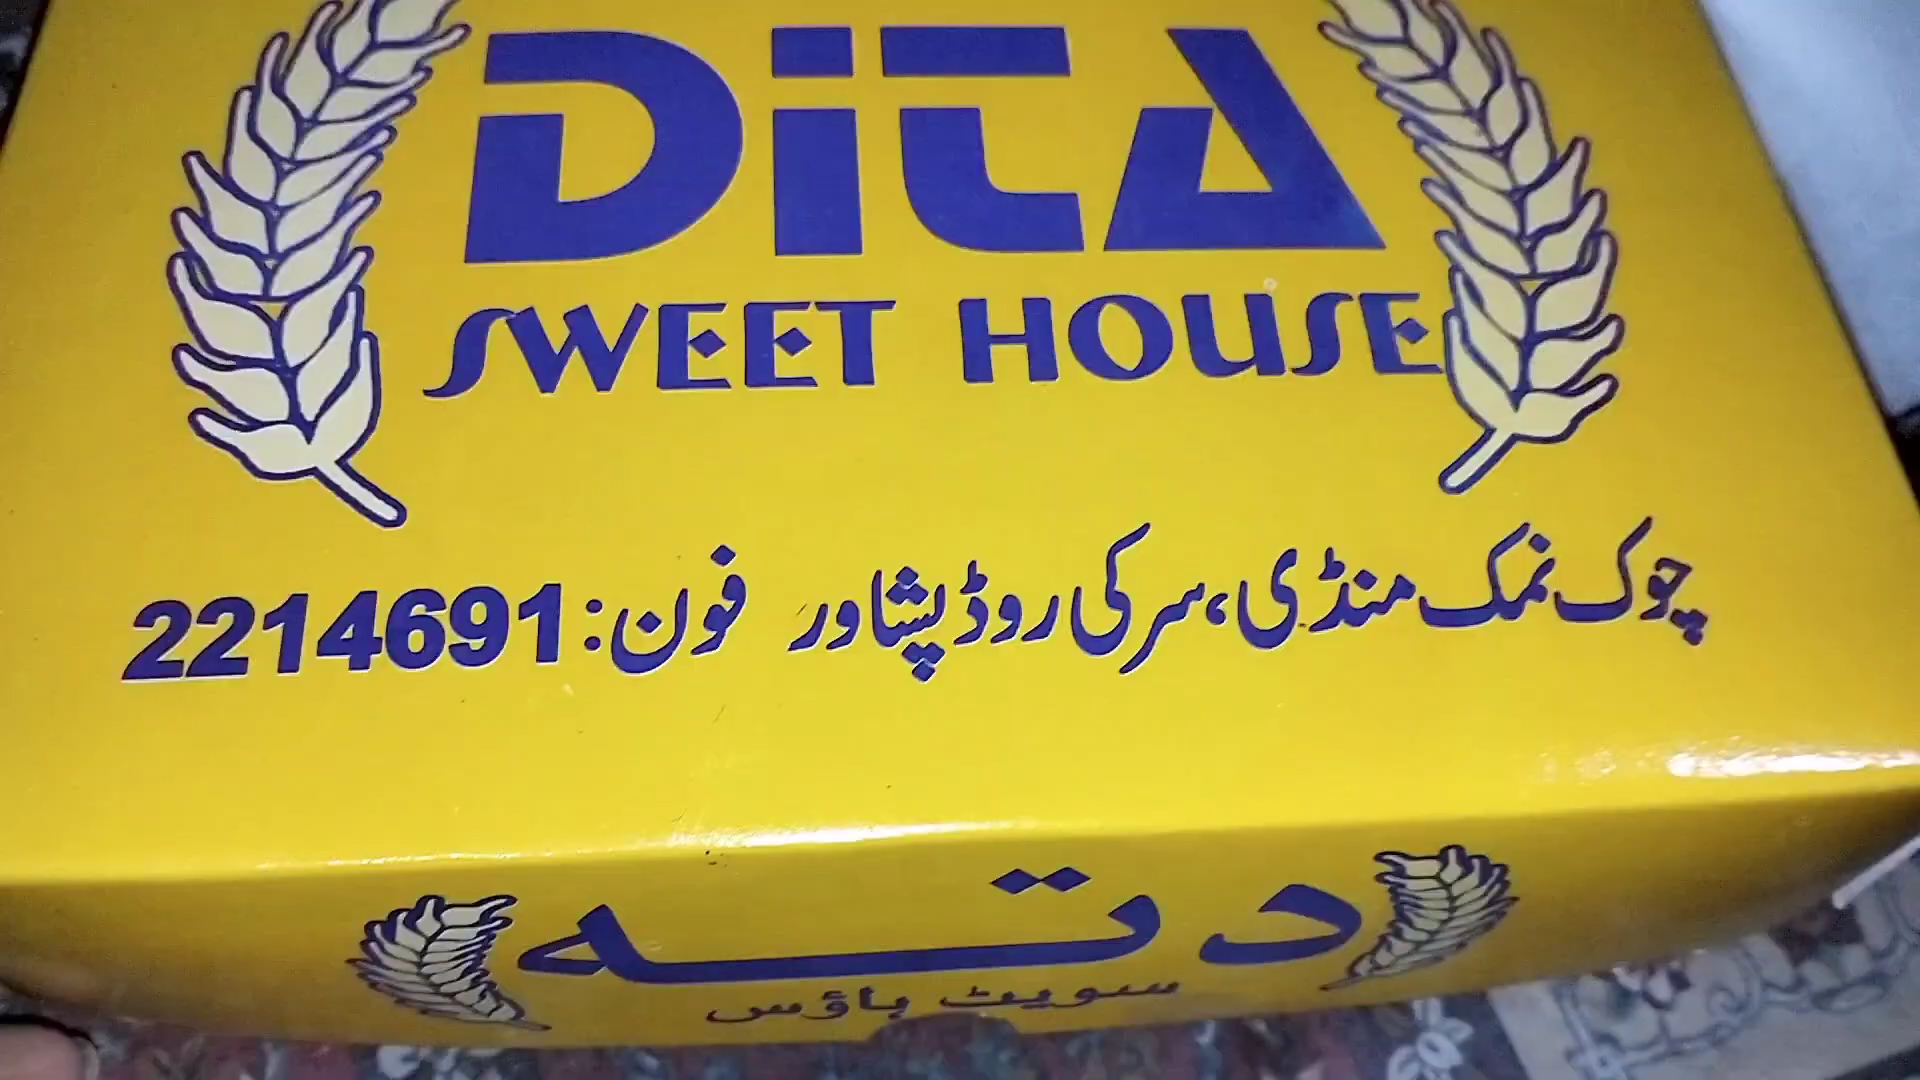 DiTA
SWEET HOUSE
چوک نمک منڈی، سرکی روڈ پشاور فون: 2214691
دتہ
سویٹ ہاؤس